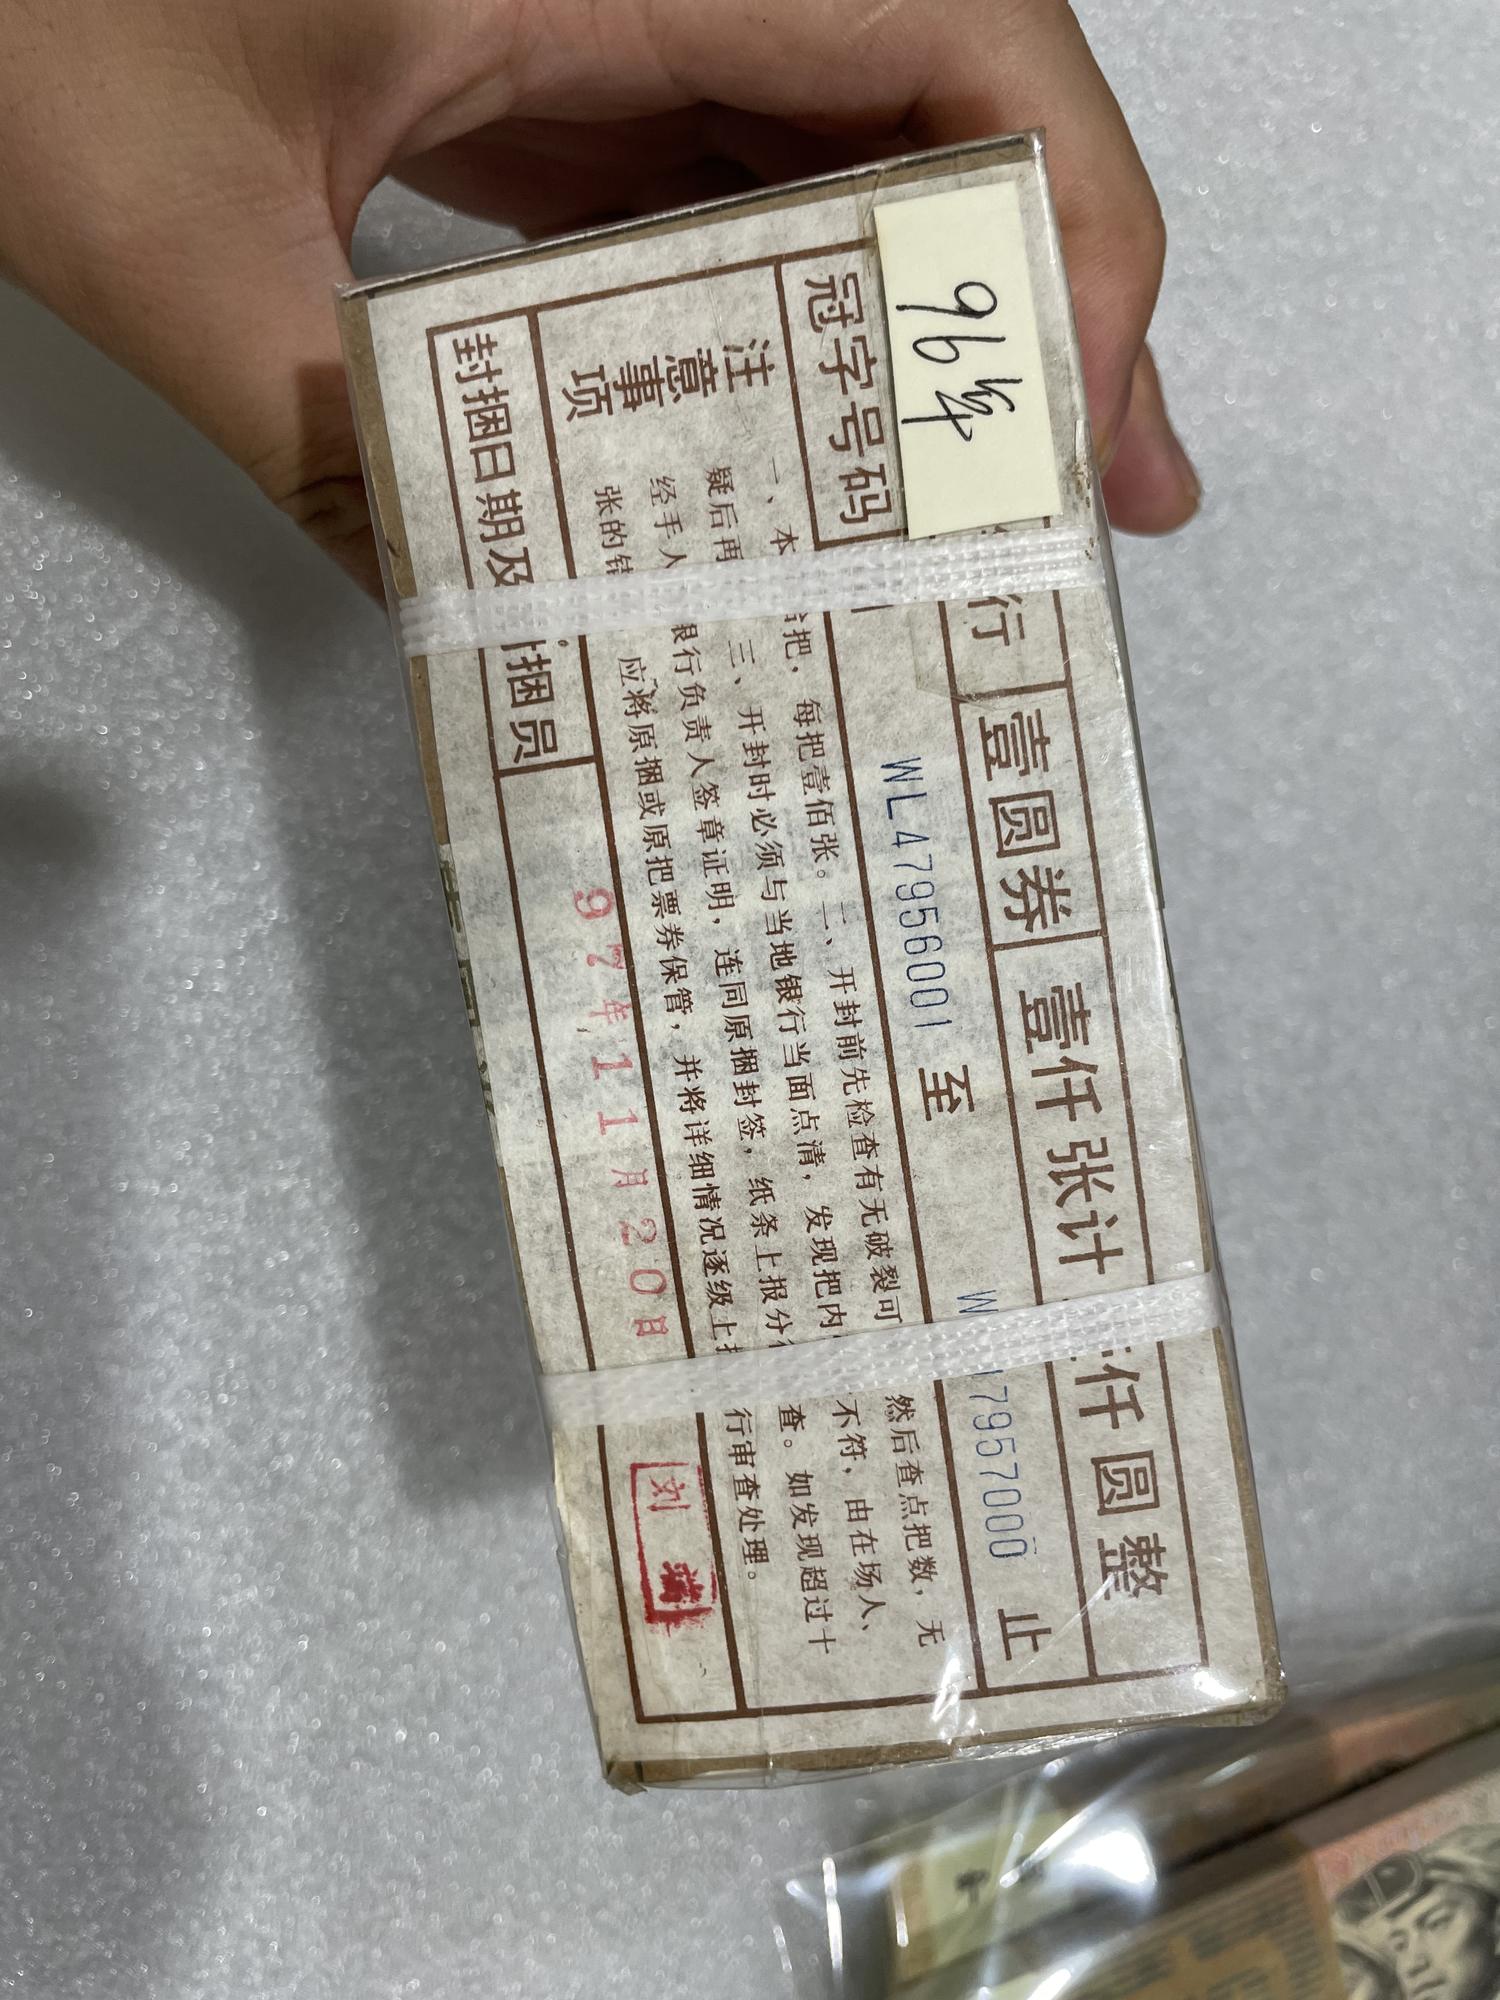 96年
行 壹圆券 壹仟张计 仟圆整
冠字号码 WL47956001 至 W 7957000 止
注意事项
一、本 把，每把壹佰张。二、开封前先检查有无破裂可
然后查点把数，无
疑后再 三、开封时必须与当地银行当面点清，发现把内
不符，由在场人、
经手人 银行负责人签章证明，连同原捆封签，纸条上报分
查。如发现超过十
张的错 应将原捆或原把票券保管，并将详细情况逐级上
行审查处理。
封捆日期及 封捆员 97年11月20日 刘